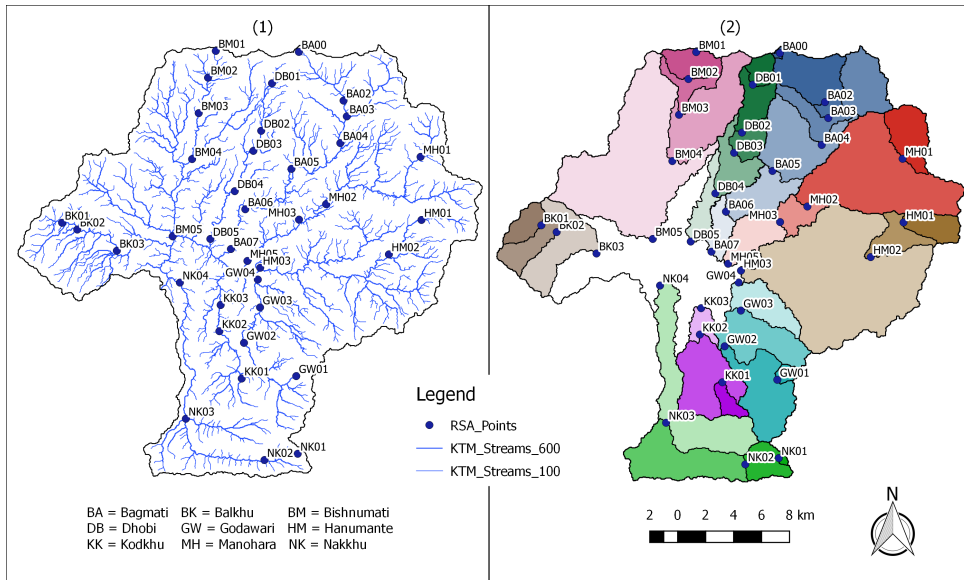 (1)
BM01
BA00
BM02
DB01
BA02
BM03
BA03
DB02
BA04
DB03
BM04
MH01
BA05
DB04
MH02
BA06
BK01
BK02
MH03
HM01
BM05
DB05
BK03
BA07
HM02
MH05
HM03
NK04
GW04
KK03
GW03
KK02
GW02
KK01
GW01
NK03
NK02
NK01
BA = Bagmati BK = Balkhu BM = Bishnumati
DB = Dhobi GW = Godawari HM = Hanumante
KK = Kodkhu MH = Manohara NK = Nakkhu
Legend
RSA_Points
KTM_Streams_600
KTM_Streams_100
(2)
BM01
BA00
BM02
DB01
BA02
BM03
BA03
DB02
BA04
DB03
BM04
MH01
BA05
DB04
MH02
BA06
BK01
MH03
HM01
BK02
BM05
DB05
BK03
BA07
HM02
MH05
HM03
NK04
GW04
KK03
GW03
KK02
GW02
KK01
GW01
NK03
NK02
NK01
2 0 2 4 6 8 km
N